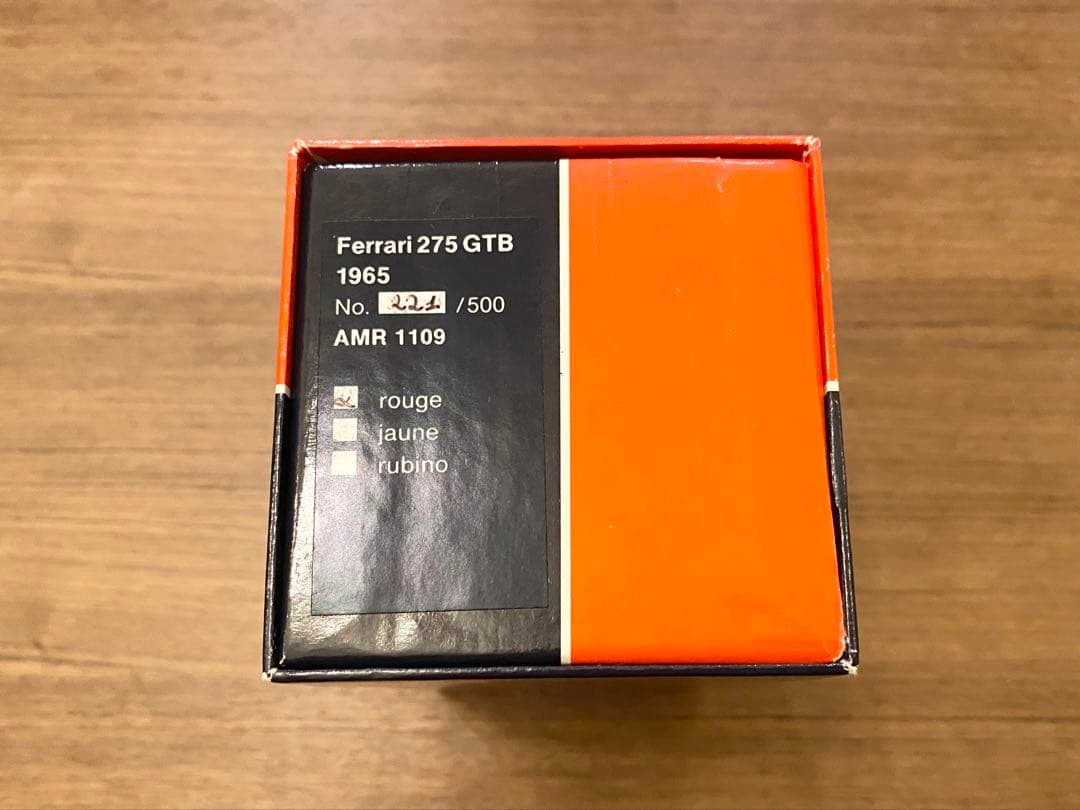 Ferrari 275 GTB
1965
No. 221 /500
AMR 1109
rouge
jaune
rubino